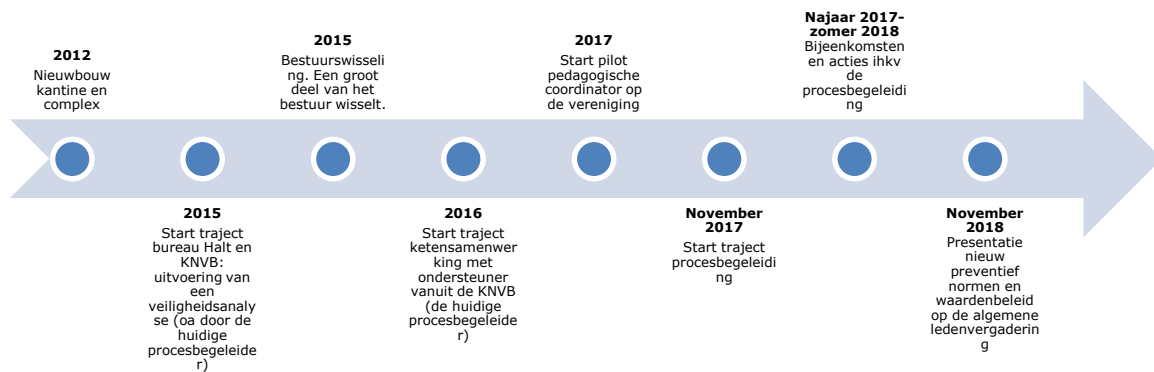 2012
Nieuwbouw
kantine en
complex
2015
Start traject
bureau Halt en
KNVB:
uitvoering van
een
veiligheidsanaly
se (oa door de
huidige
procesbegeleide
r)
2015
Bestuurswisseli
ng. Een groot
deel van het
bestuur wisselt.
2016
Start traject
ketensamenwer
king met
ondersteuner
vanuit de KNVB
(de huidige
procesbegeleide
r)
2017
Start pilot
pedagogische
coordinator op
de vereniging
November
2017
Start traject
procesbegeleidi
ng
Najaar 2017-
zomer 2018
Bijeenkomsten
en acties ihkv
de
procesbegeleidi
ng
November
2018
Presentatie
nieuw
preventief
normen en
waardenbeleid
op de algemene
ledenvergaderin
g